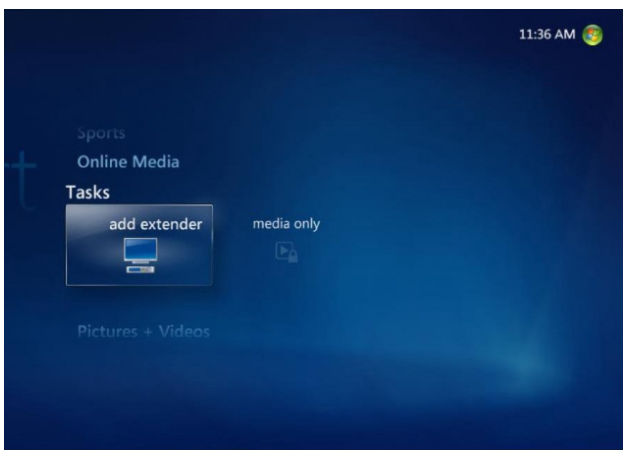 11:36 AM
Sports
Online Media
Tasks
add extender
media only
Pictures + Videos